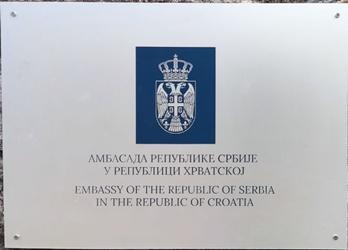 АМБАСАДА РЕПУБЛИКЕ СРБИЈЕ
У РЕПУБЛИЦИ ХРВАТСКОЈ
EMBASSY OF THE REPUBLIC OF SERBIA
IN THE REPUBLIC OF CROATIA